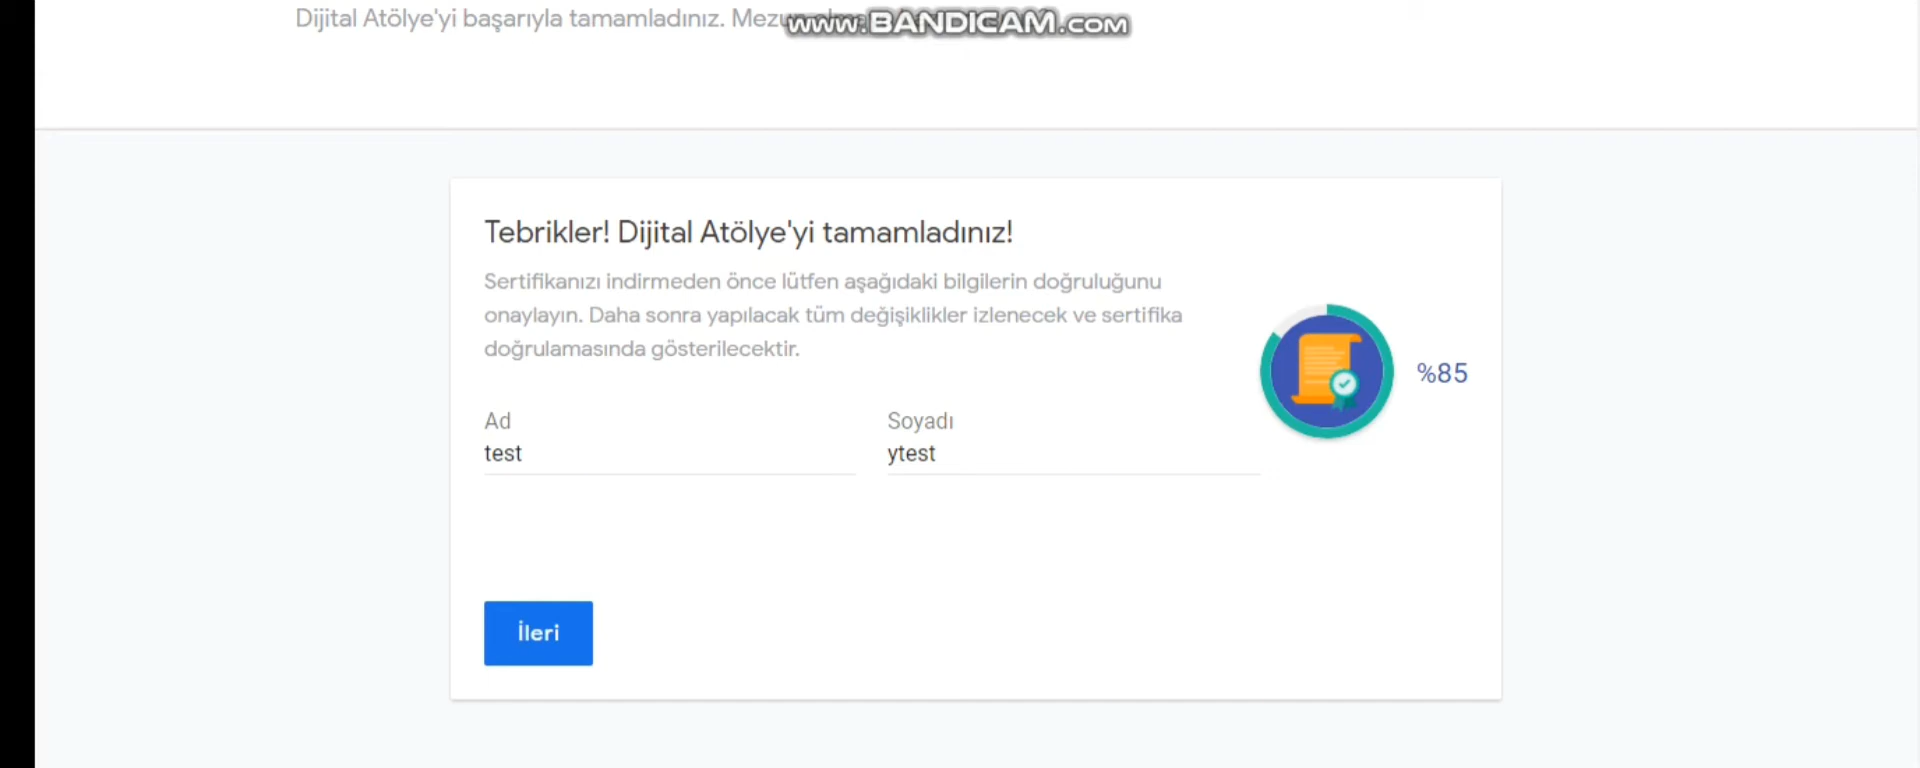 Dijital Atölye'yi başarıyla tamamladınız.
www.BANDICAM.com
Tebrikler! Dijital Atölye'yi tamamladınız!
Sertifikanızı indirmeden önce lütfen aşağıdaki bilgilerin doğruluğunu
onaylayın. Daha sonra yapılacak tüm değişiklikler izlenecek ve sertifika
doğrulamasında gösterilecektir.
%85
Ad
Soyadı
test
ytest
İleri